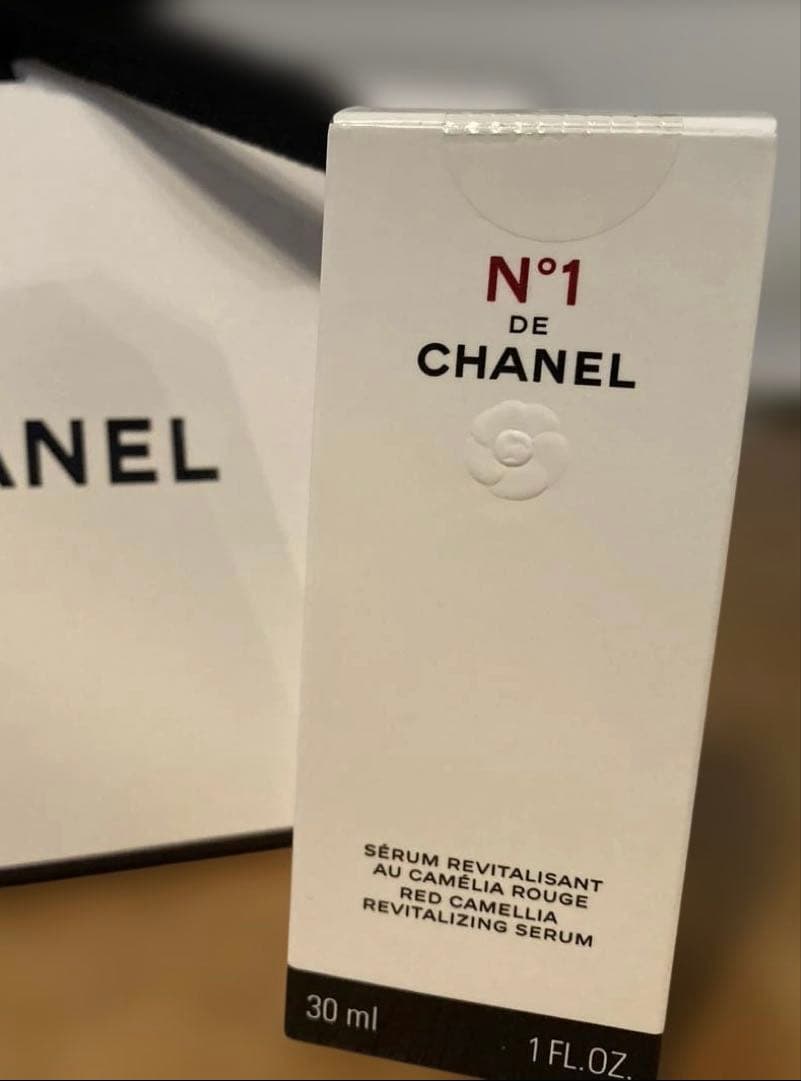 ANEL
N°1
DE
CHANEL
SÉRUM REVITALISANT
AU CAMÉLIA ROUGE
RED CAMELLIA
REVITALIZING SERUM
30 ml
1 FL.OZ.